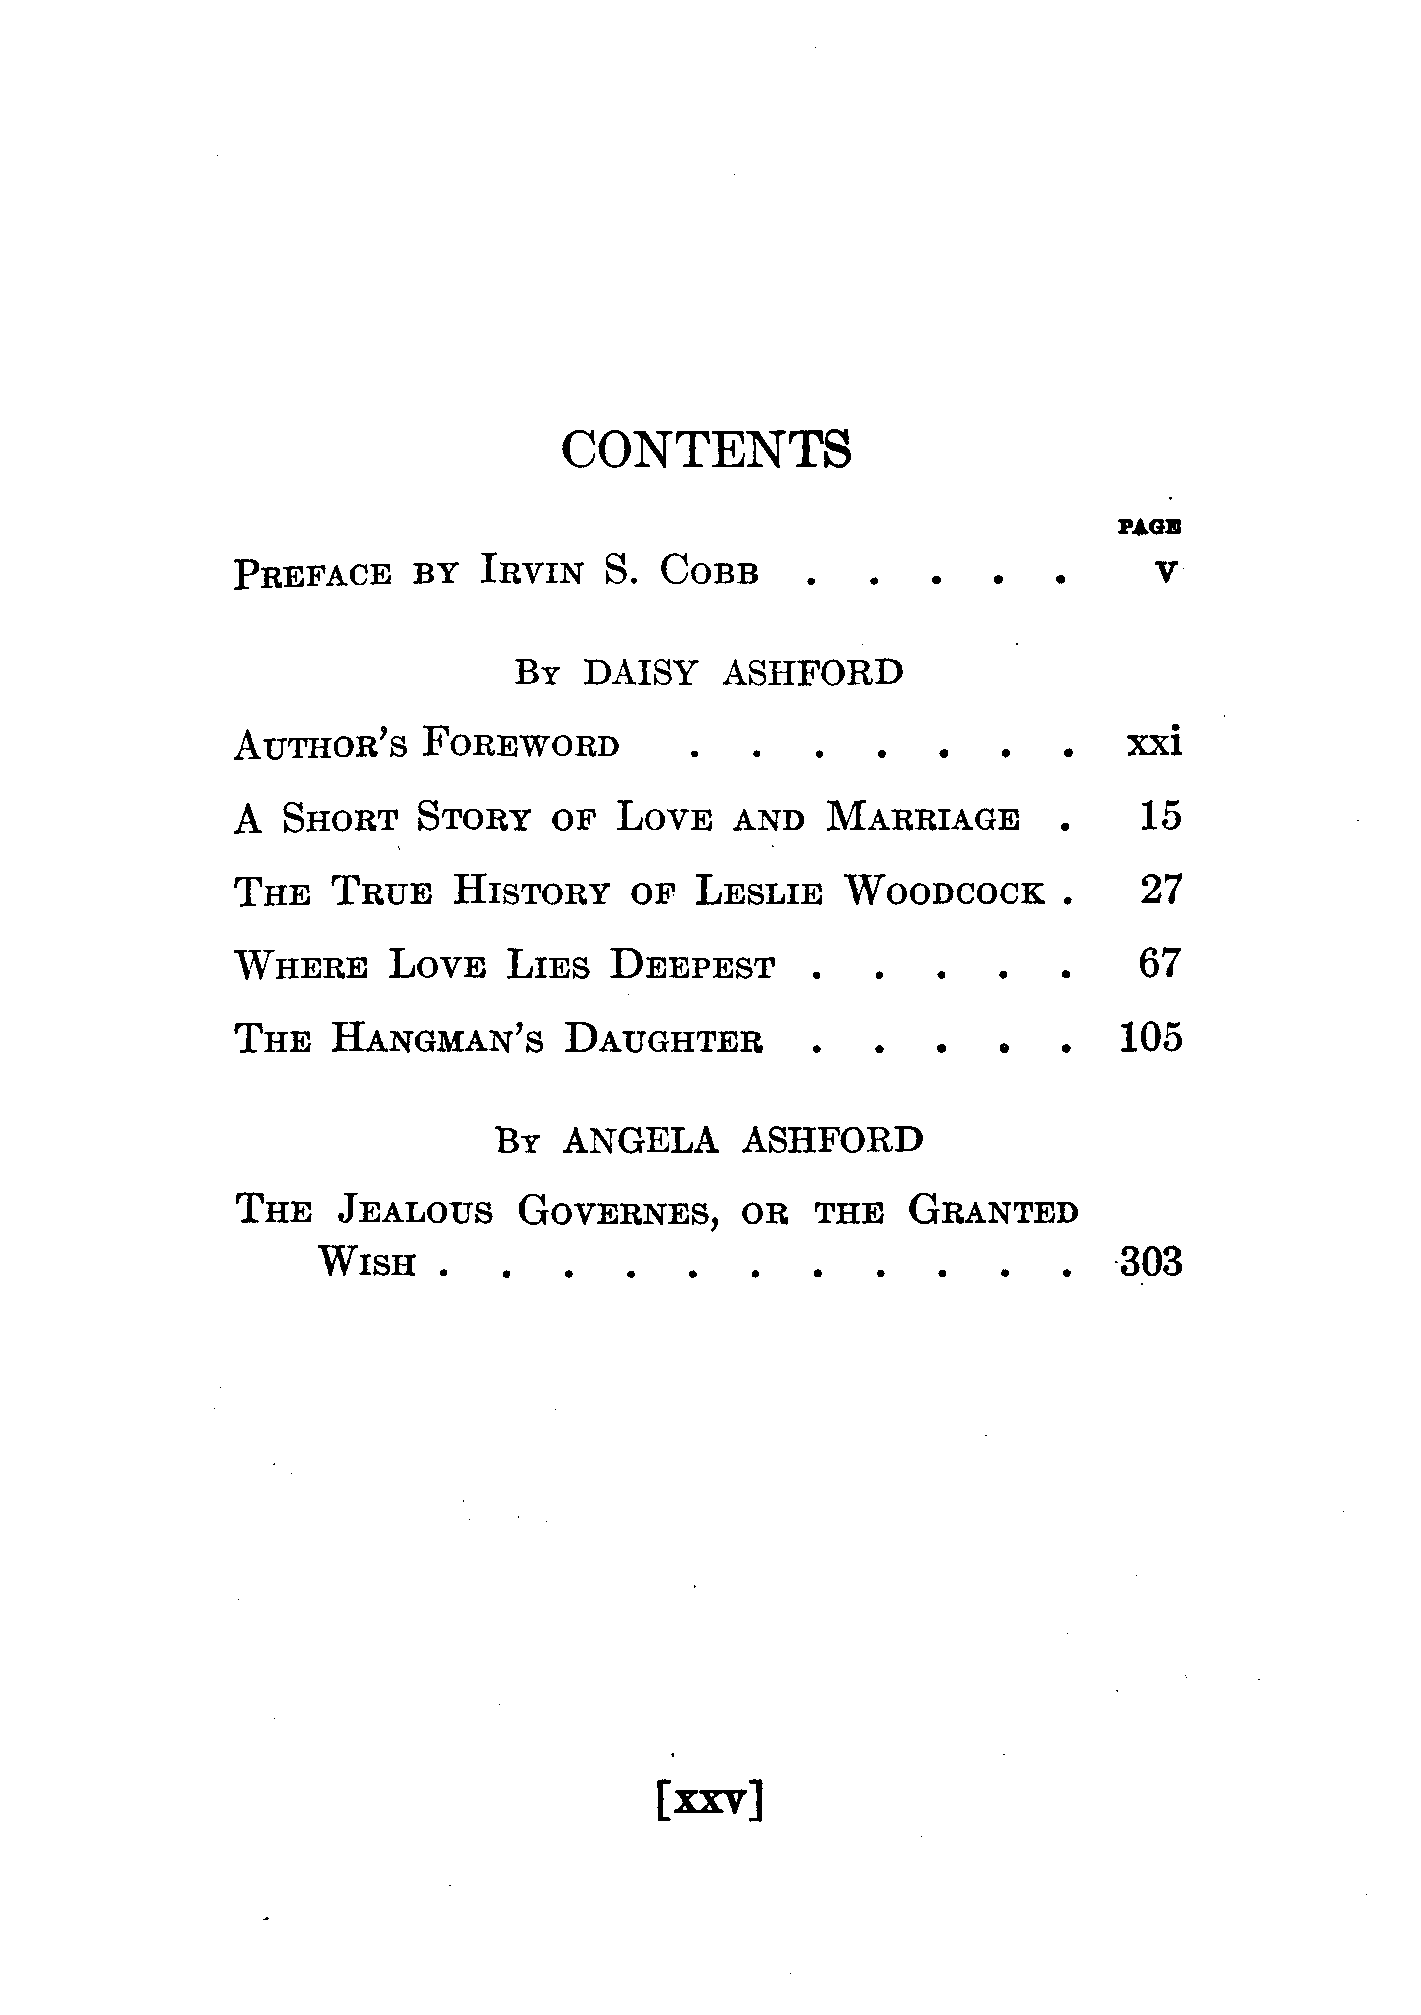 CONTENTS
PAGE
Preface by Irvin S. Cobb . . . . . v
By DAISY ASHFORD
Author's Foreword . . . . . . . xxi
A Short Story of Love and Marriage . 15
The True History of Leslie Woodcock . 27
Where Love Lies Deepest . . . . . 67
The Hangman's Daughter . . . . . 105
By ANGELA ASHFORD
The Jealous Governes, or the Granted
Wish . . . . . . . . . . . 303
[xxv]